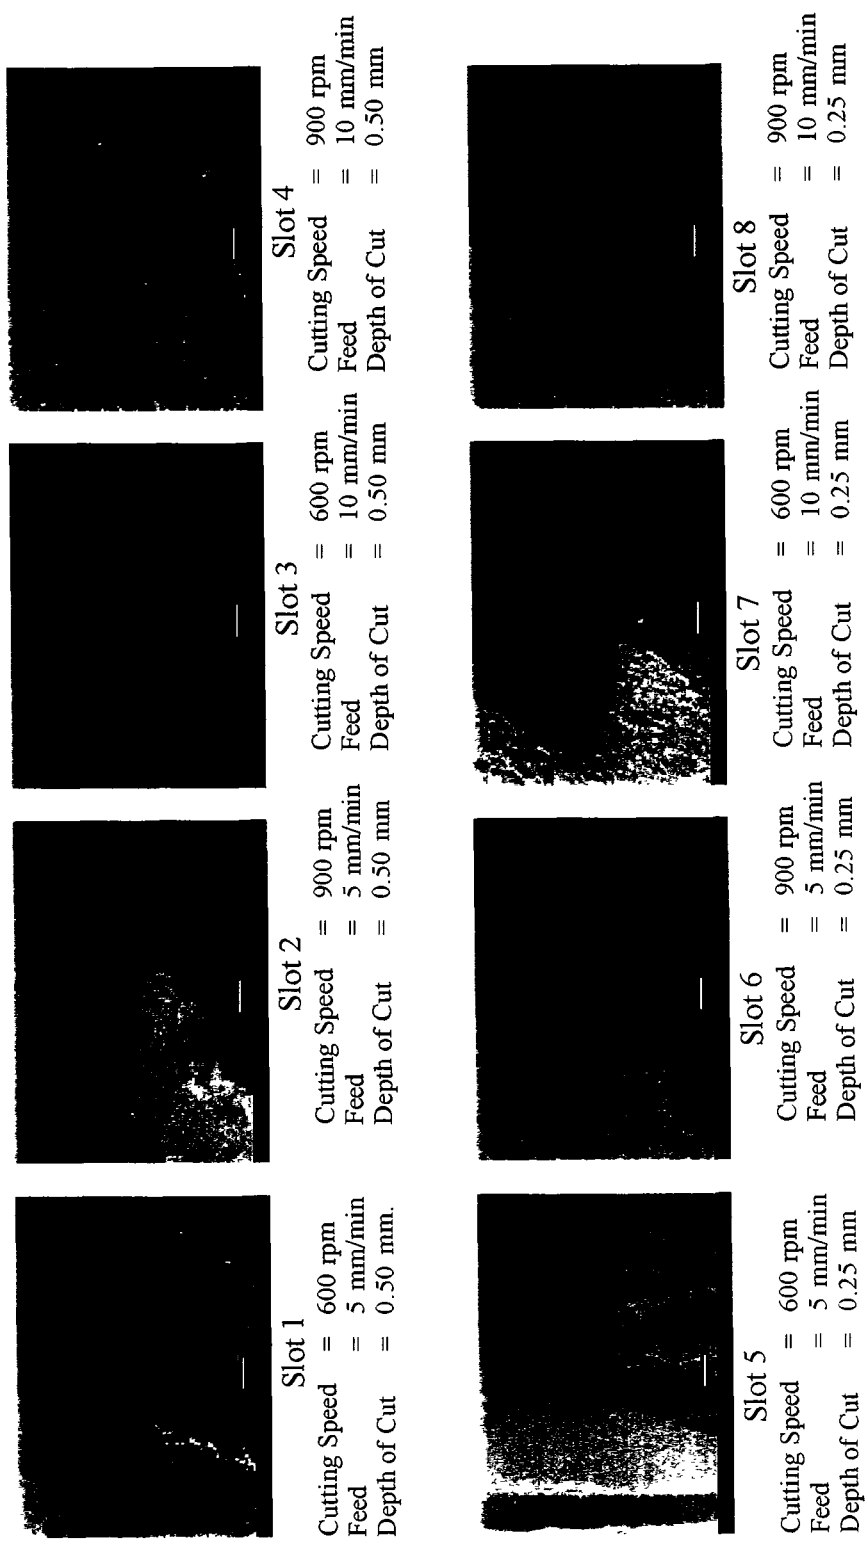 Slot 1
Cutting Speed = 600 rpm
Feed = 5 mm/min
Depth of Cut = 0.50 mm.
Slot 2
Cutting Speed = 900 rpm
Feed = 5 mm/min
Depth of Cut = 0.50 mm
Slot 3
Cutting Speed = 600 rpm
Feed = 10 mm/min
Depth of Cut = 0.50 mm
Slot 4
Cutting Speed = 900 rpm
Feed = 10 mm/min
Depth of Cut = 0.50 mm
Slot 5
Cutting Speed = 600 rpm
Feed = 5 mm/min
Depth of Cut = 0.25 mm
Slot 6
Cutting Speed = 900 rpm
Feed = 5 mm/min
Depth of Cut = 0.25 mm
Slot 7
Cutting Speed = 600 rpm
Feed = 10 mm/min
Depth of Cut = 0.25 mm
Slot 8
Cutting Speed = 900 rpm
Feed = 10 mm/min
Depth of Cut = 0.25 mm